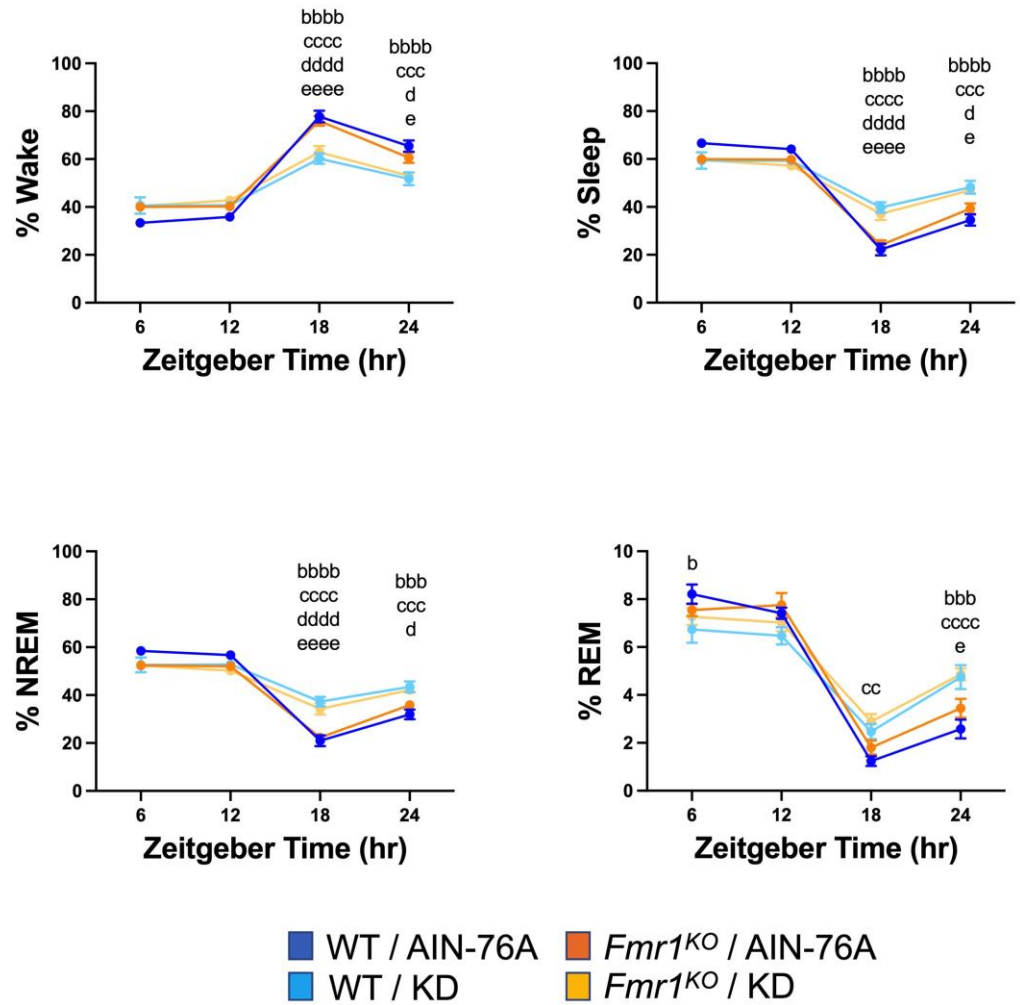 bbbb
cccc
dddd
eeee
bbbb
ccc
d
e
100
80
60
40
20
0
% Wake
6 12 18 24
Zeitgeber Time (hr)
bbbb
cccc
dddd
eeee
bbbb
ccc
d
e
100
80
60
40
20
0
% Sleep
6 12 18 24
Zeitgeber Time (hr)
bbbb
cccc
dddd
eeee
bbb
ccc
d
100
80
60
40
20
0
% NREM
6 12 18 24
Zeitgeber Time (hr)
b
cc
bbb
cccc
e
10
8
6
4
2
0
% REM
6 12 18 24
Zeitgeber Time (hr)
WT / AIN-76A
Fmr1^KO / AIN-76A
WT / KD
Fmr1^KO / KD